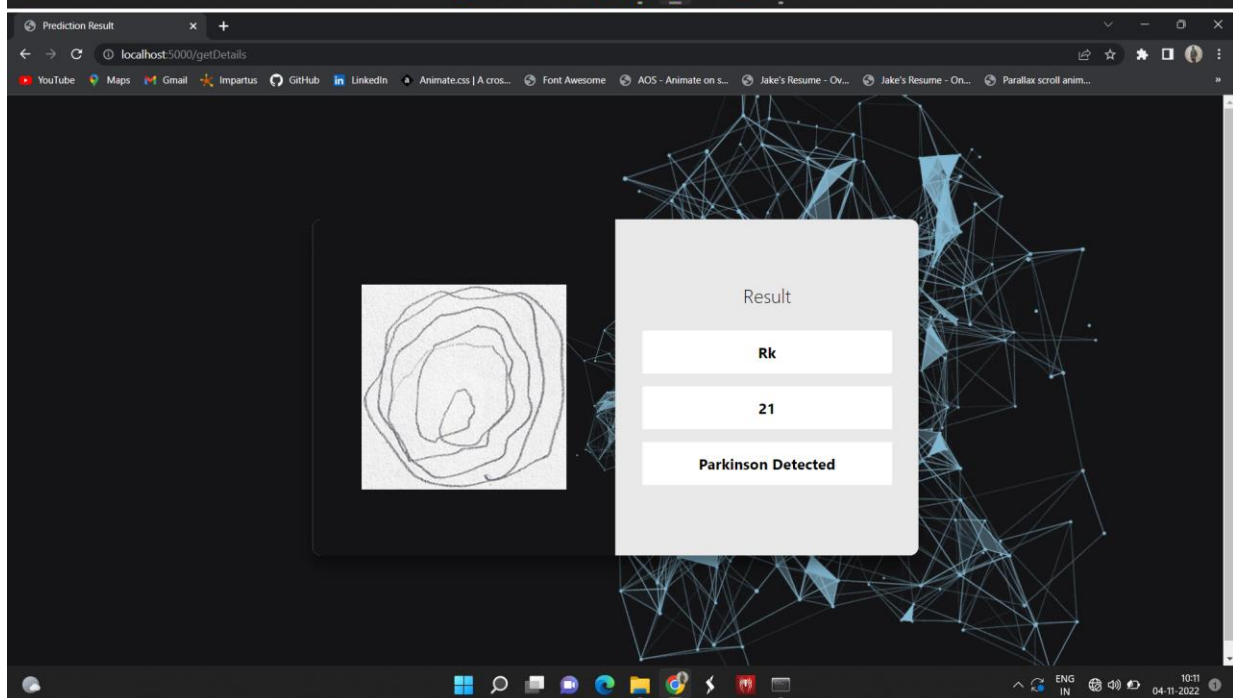 Prediction Result
localhost:5000/getDetails
YouTube Maps Gmail Impartus GitHub LinkedIn Animate.css | A cros... Font Awesome AOS - Animate on s... Jake's Resume - Ov... Jake's Resume - On... Parallax scroll anim... »
Result
Rk
21
Parkinson Detected
ENG 10:11
IN 04-11-2022 1